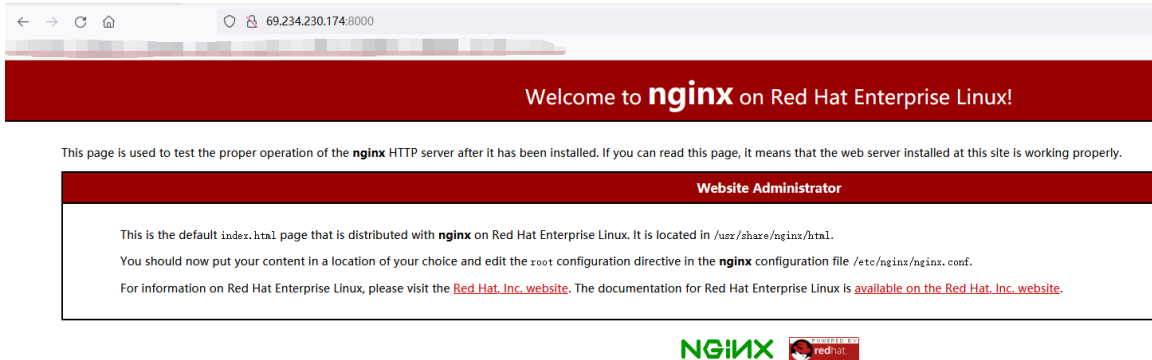 69.234.230.174:8000
Welcome to nginx on Red Hat Enterprise Linux!
This page is used to test the proper operation of the nginx HTTP server after it has been installed. If you can read this page, it means that the web server installed at this site is working properly.
Website Administrator
This is the default index.html page that is distributed with nginx on Red Hat Enterprise Linux. It is located in /usr/share/nginx/html.
You should now put your content in a location of your choice and edit the root configuration directive in the nginx configuration file /etc/nginx/nginx.conf.
For information on Red Hat Enterprise Linux, please visit the Red Hat, Inc. website. The documentation for Red Hat Enterprise Linux is available on the Red Hat, Inc. website.
NGINX POWERED BY redhat